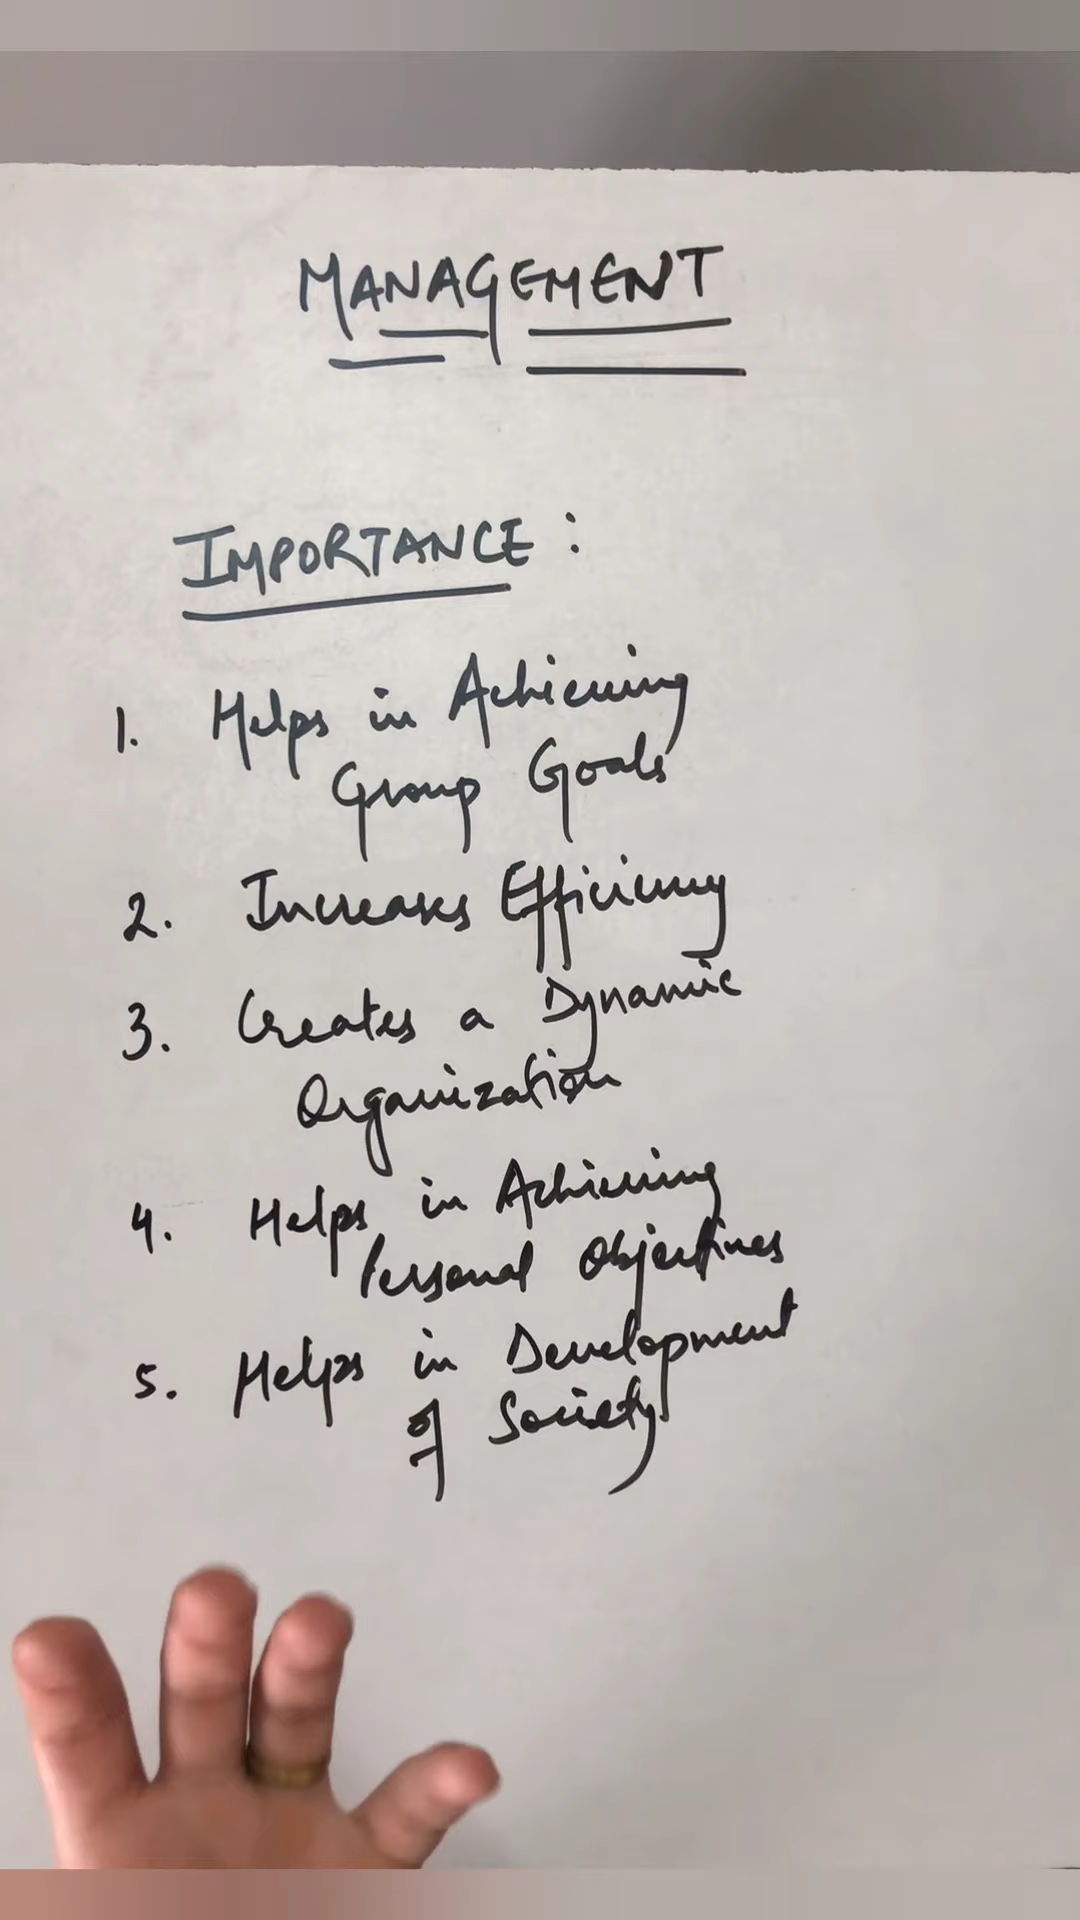 MANAGEMENT
IMPORTANCE :
1. Helps in Achieving
Group Goals
2. Increases Efficiency
3. Creates a Dynamic
Organization
4. Helps in Achieving
Personal Objectives
5. Helps in Development
of Society